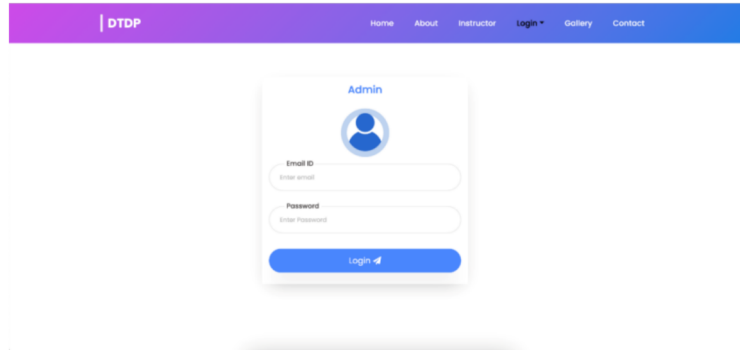 DTDP
Home About Instructor Login Gallery Contact
Admin
Email ID
Enter email
Password
Enter Password
Login